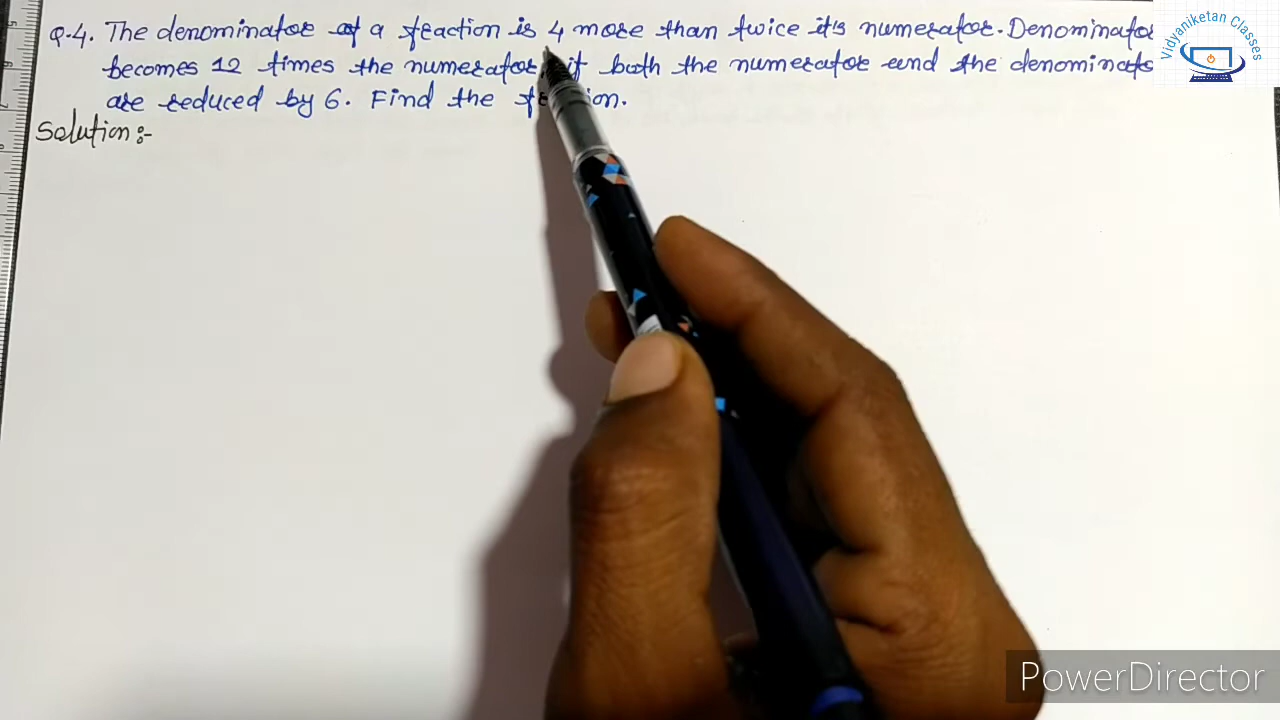 Q.4. The denominator of a fraction is 4 more than twice it's numerator. Denominator
becomes 12 times the numerator if both the numerator and the denominator
are reduced by 6. Find the fraction.
Solution:-
Vidyaniketan Classes
PowerDirector